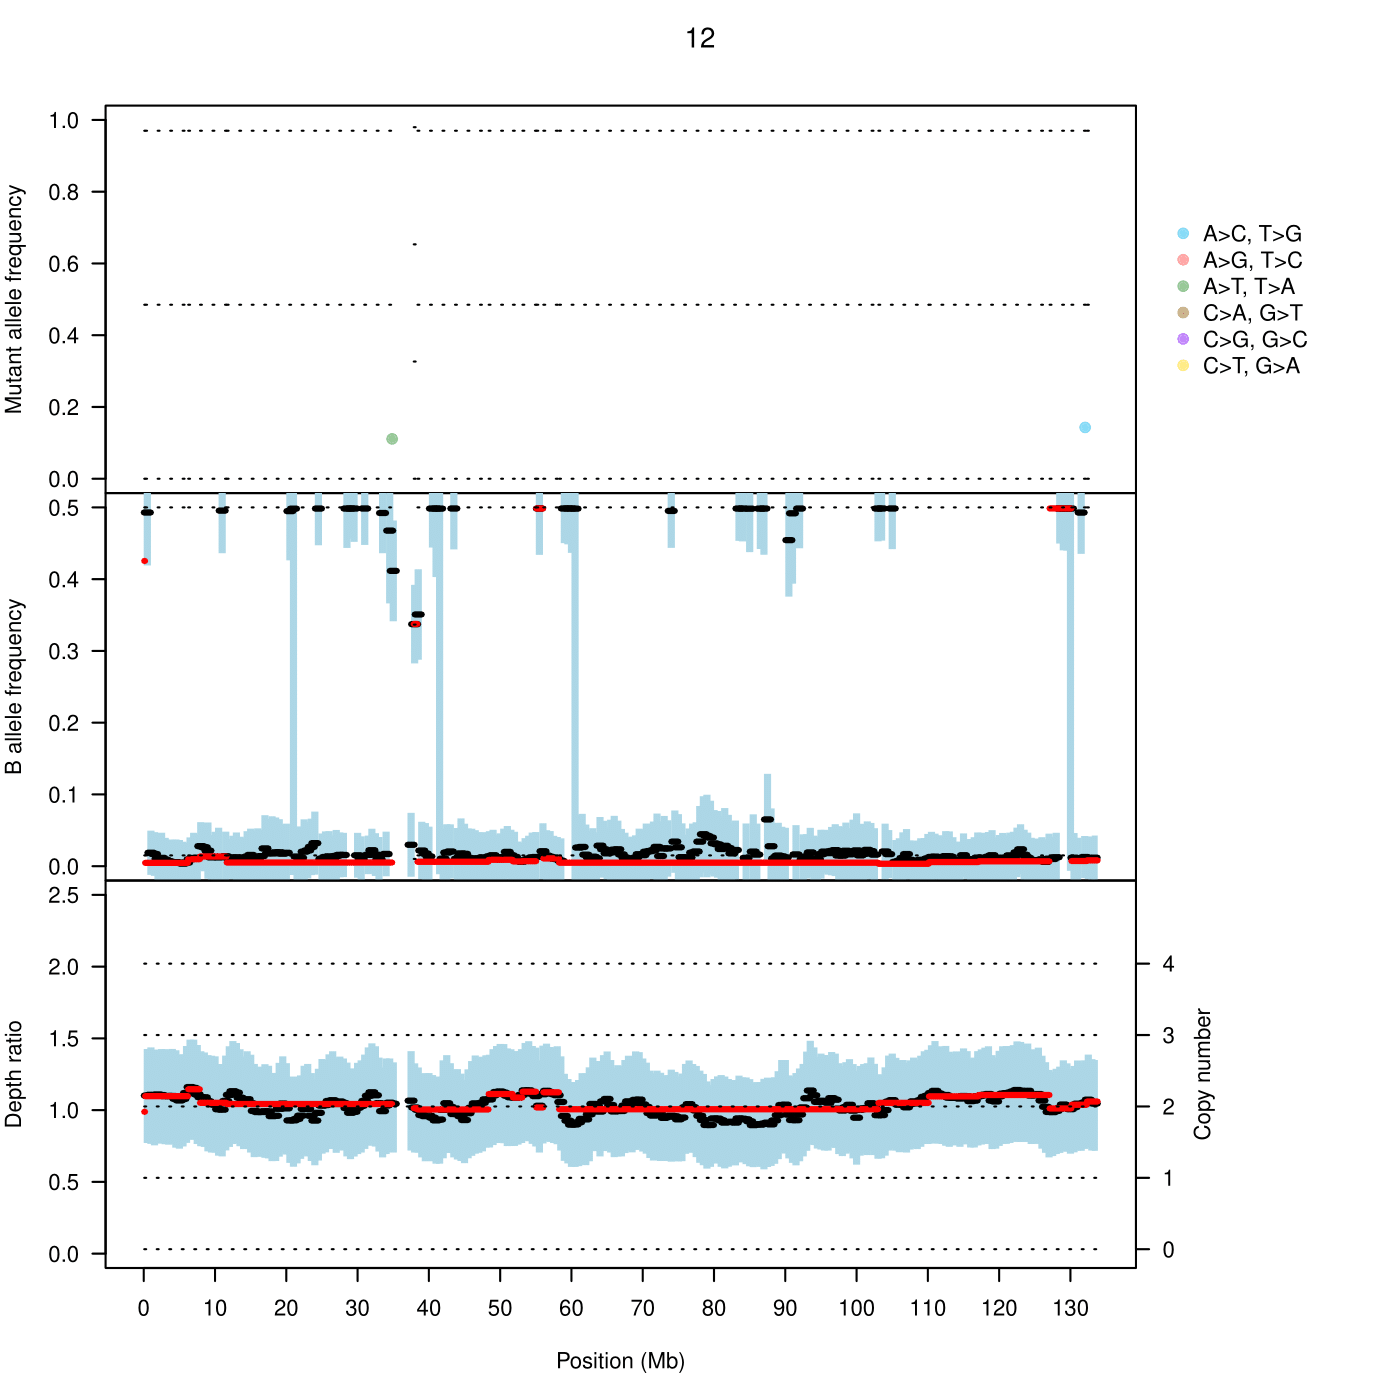 12
Mutant allele frequency
1.0
0.8
0.6
0.4
0.2
0.0
A>C, T>G
A>G, T>C
A>T, T>A
C>A, G>T
C>G, G>C
C>T, G>A
B allele frequency
0.5
0.4
0.3
0.2
0.1
0.0
Depth ratio
2.5
2.0
1.5
1.0
0.5
0.0
4
3
2
1
0
Copy number
0 10 20 30 40 50 60 70 80 90 100 110 120 130
Position (Mb)